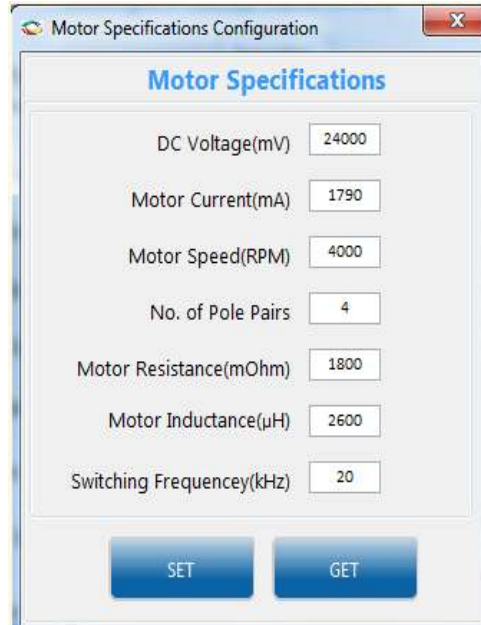 Motor Specifications Configuration
Motor Specifications
DC Voltage(mV) 24000
Motor Current(mA) 1790
Motor Speed(RPM) 4000
No. of Pole Pairs 4
Motor Resistance(mOhm) 1800
Motor Inductance(µH) 2600
Switching Frequencey(kHz) 20
SET GET